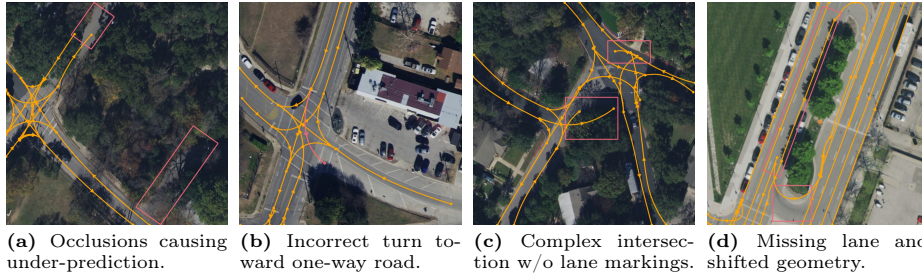 (a) Occlusions causing
under-prediction.
(b) Incorrect turn to-
ward one-way road.
(c) Complex intersec-
tion w/o lane markings.
(d) Missing lane and
shifted geometry.